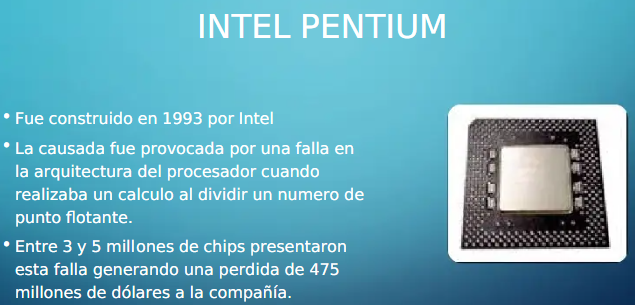 INTEL PENTIUM
• Fue construido en 1993 por Intel
• La causada fue provocada por una falla en
la arquitectura del procesador cuando
realizaba un calculo al dividir un numero de
punto flotante.
• Entre 3 y 5 millones de chips presentaron
esta falla generando una perdida de 475
millones de dólares a la compañía.